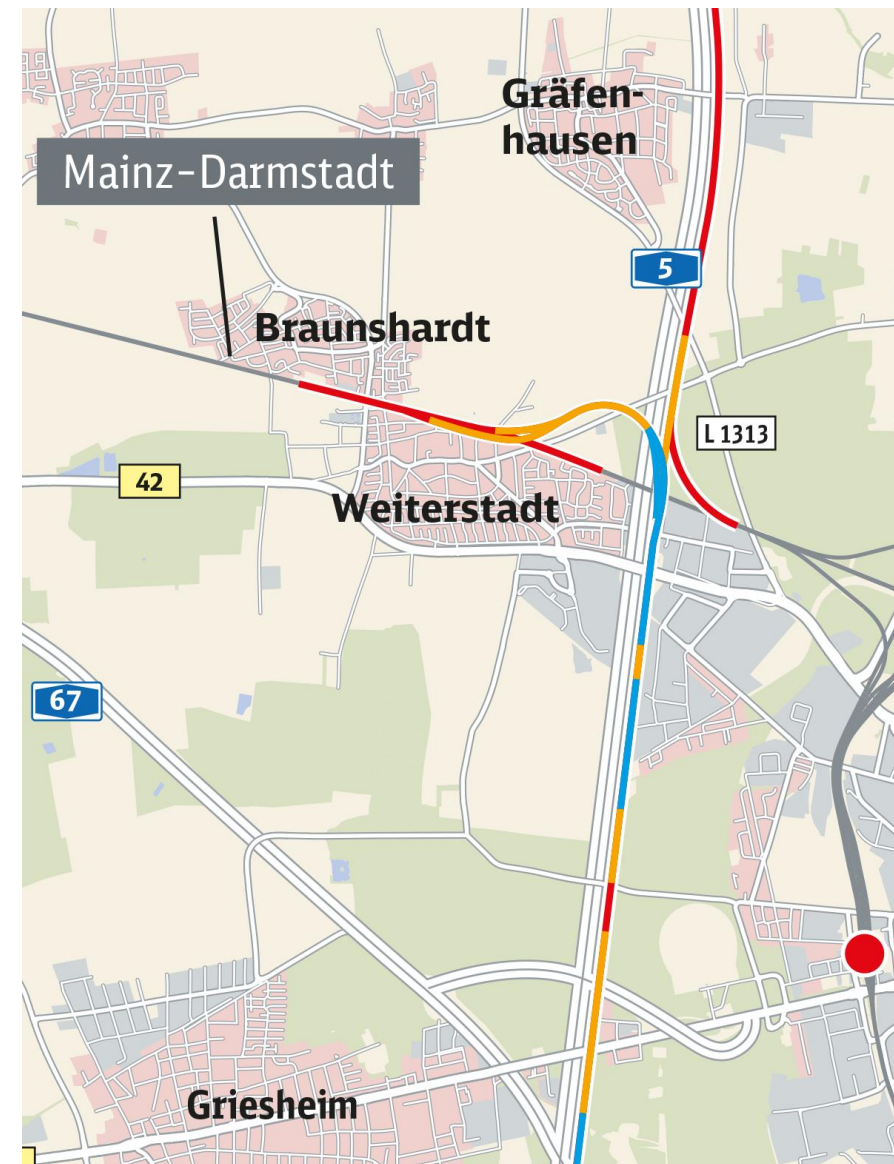 Gräfen-
hausen
Mainz-Darmstadt
5
Braunshardt
L 1313
42
Weiterstadt
67
Griesheim